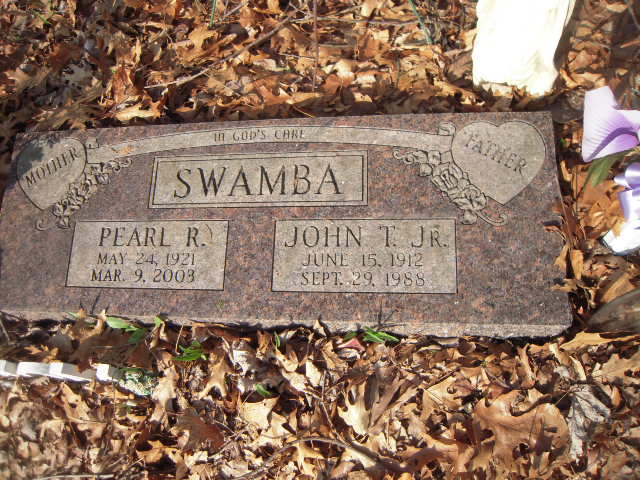 IN GOD'S CARE
MOTHER
FATHER
SWAMBA
PEARL R.
MAY 24, 1921
MAR. 9, 2003
JOHN T. JR.
JUNE 15, 1912
SEPT. 29, 1988